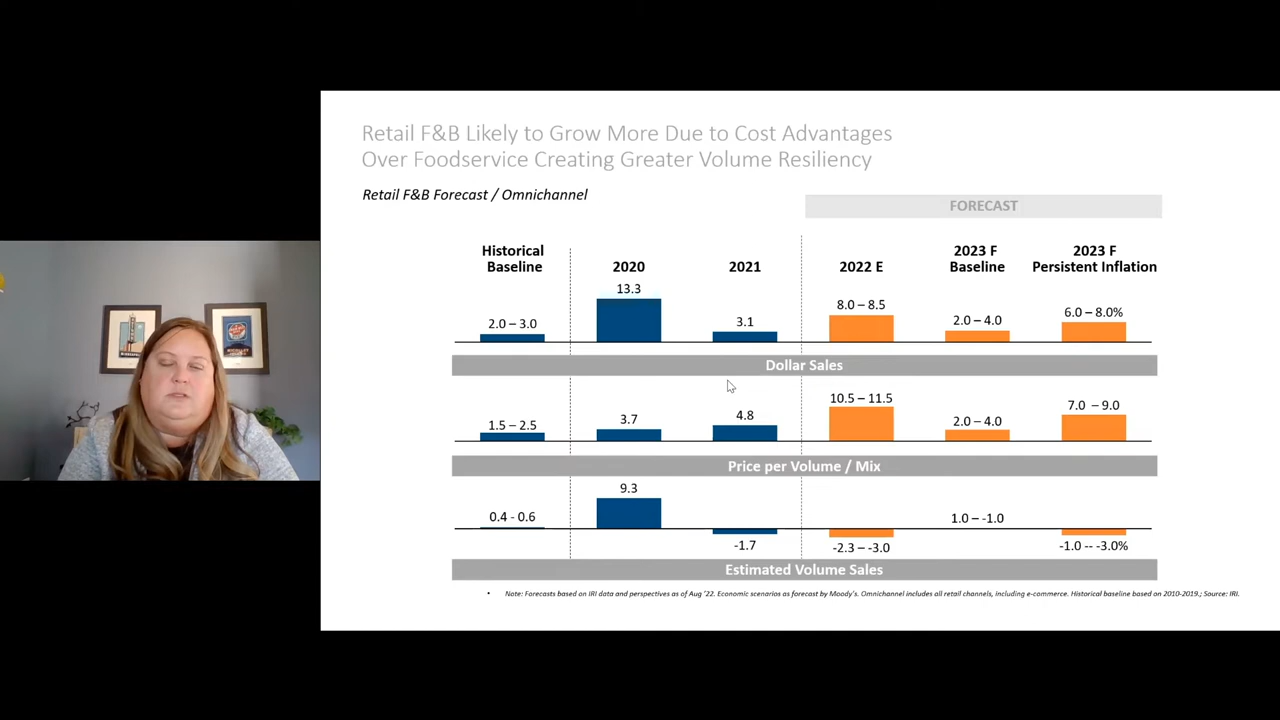 Retail F&B Likely to Grow More Due to Cost Advantages
Over Foodservice Creating Greater Volume Resiliency
Retail F&B Forecast / Omnichannel
FORECAST
Historical Baseline
2020
2021
2022 E
2023 F Baseline
2023 F Persistent Inflation
2.0 – 3.0
13.3
3.1
8.0 – 8.5
2.0 – 4.0
6.0 – 8.0%
Dollar Sales
1.5 – 2.5
3.7
4.8
10.5 – 11.5
2.0 – 4.0
7.0 – 9.0
Price per Volume / Mix
0.4 - 0.6
9.3
-1.7
-2.3 – -3.0
1.0 – -1.0
-1.0 -- -3.0%
Estimated Volume Sales
• Note: Forecasts based on IRI data and perspectives as of Aug '22. Economic scenarios as forecast by Moody's. Omnichannel includes all retail channels, including e-commerce. Historical baseline based on 2010-2019.; Source: IRI.